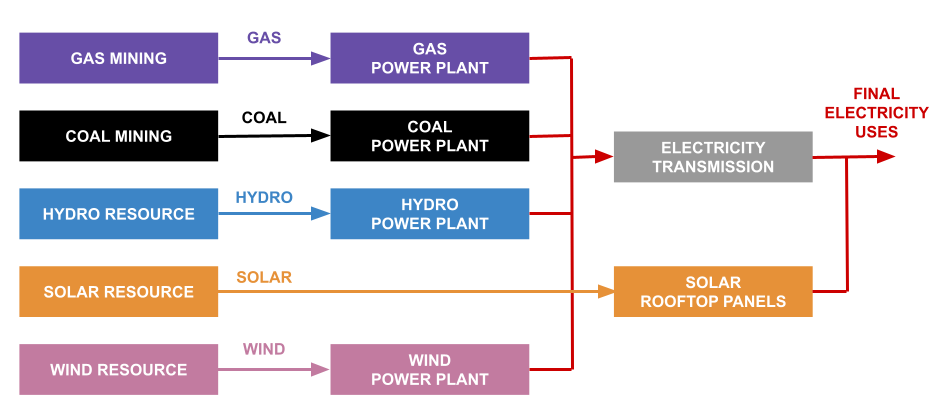 GAS MINING
GAS
GAS
POWER PLANT
COAL MINING
COAL
COAL
POWER PLANT
HYDRO RESOURCE
HYDRO
HYDRO
POWER PLANT
SOLAR RESOURCE
SOLAR
WIND RESOURCE
WIND
WIND
POWER PLANT
ELECTRICITY
TRANSMISSION
SOLAR
ROOFTOP PANELS
FINAL
ELECTRICITY
USES